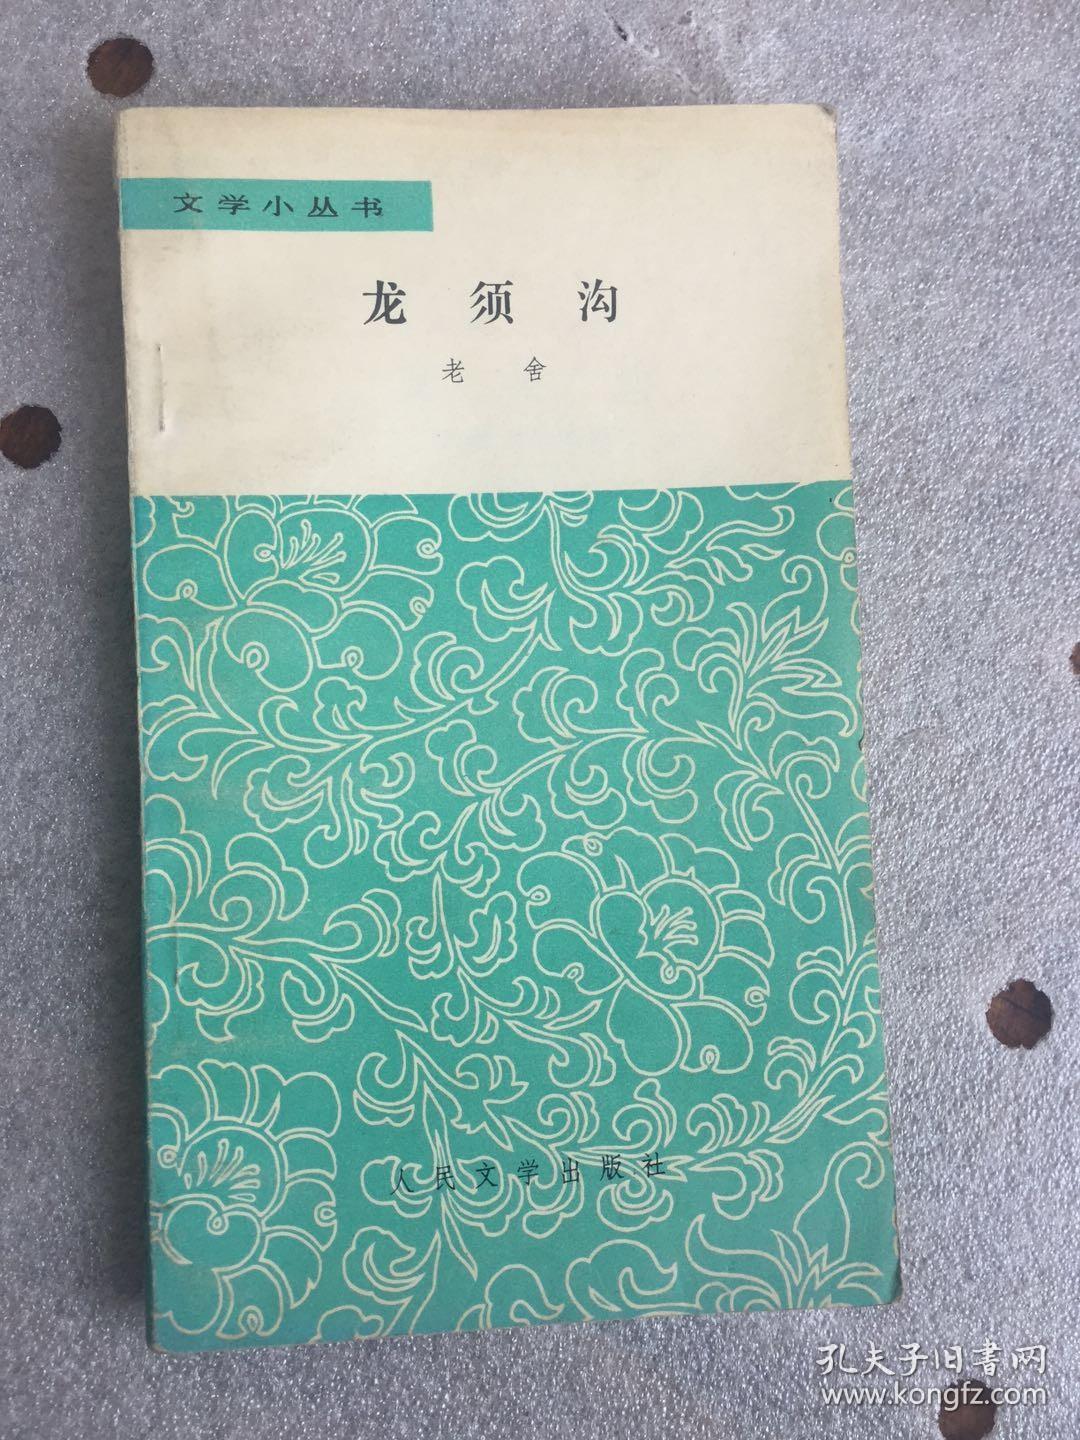 文学小丛书
龙须沟
老舍
人民文学出版社
孔夫子旧書网
www.kongfz.com